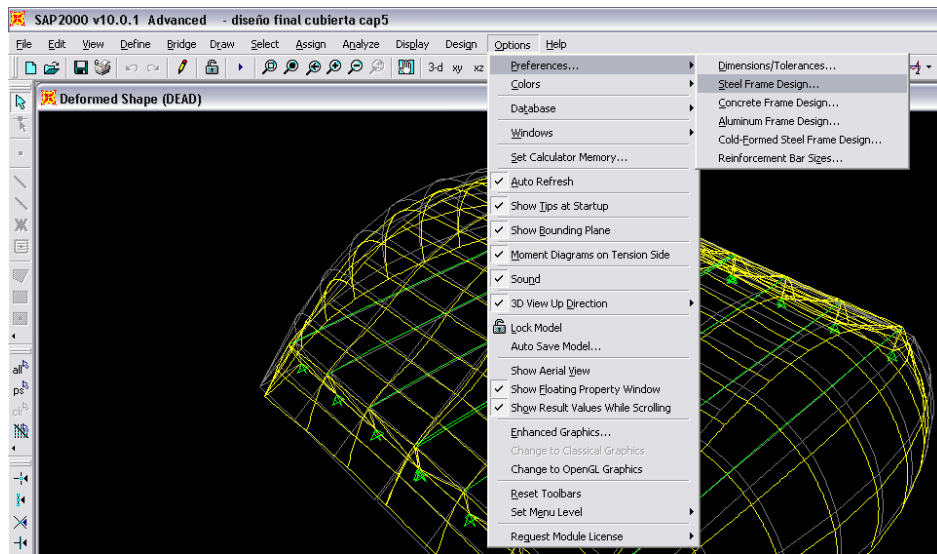 SAP2000 v10.0.1 Advanced - diseño final cubierta cap5
File Edit View Define Bridge Draw Select Assign Analyze Display Design Options Help
3-d xy xz
Deformed Shape (DEAD)
Preferences...
Colors
Database
Windows
Set Calculator Memory...
Auto Refresh
Show Tips at Startup
Show Bounding Plane
Moment Diagrams on Tension Side
Sound
3D View Up Direction
Lock Model
Auto Save Model...
Show Aerial View
Show Floating Property Window
Show Result Values While Scrolling
Enhanced Graphics...
Change to Classical Graphics
Change to OpenGL Graphics
Reset Toolbars
Set Menu Level
Request Module License
Dimensions/Tolerances...
Steel Frame Design...
Concrete Frame Design...
Aluminum Frame Design...
Cold-Formed Steel Frame Design...
Reinforcement Bar Sizes...
all
ps
clr